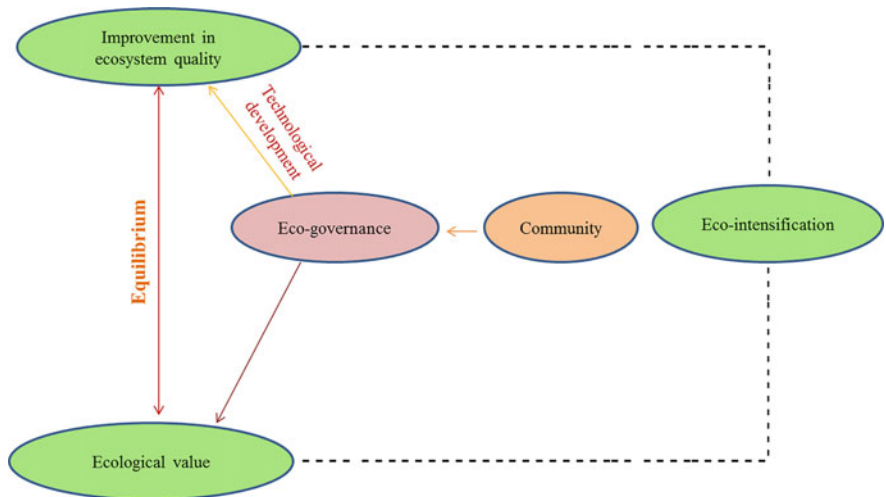 Improvement in
ecosystem quality
Technological
development
Equilibrium
Eco-governance
Community
Eco-intensification
Ecological value